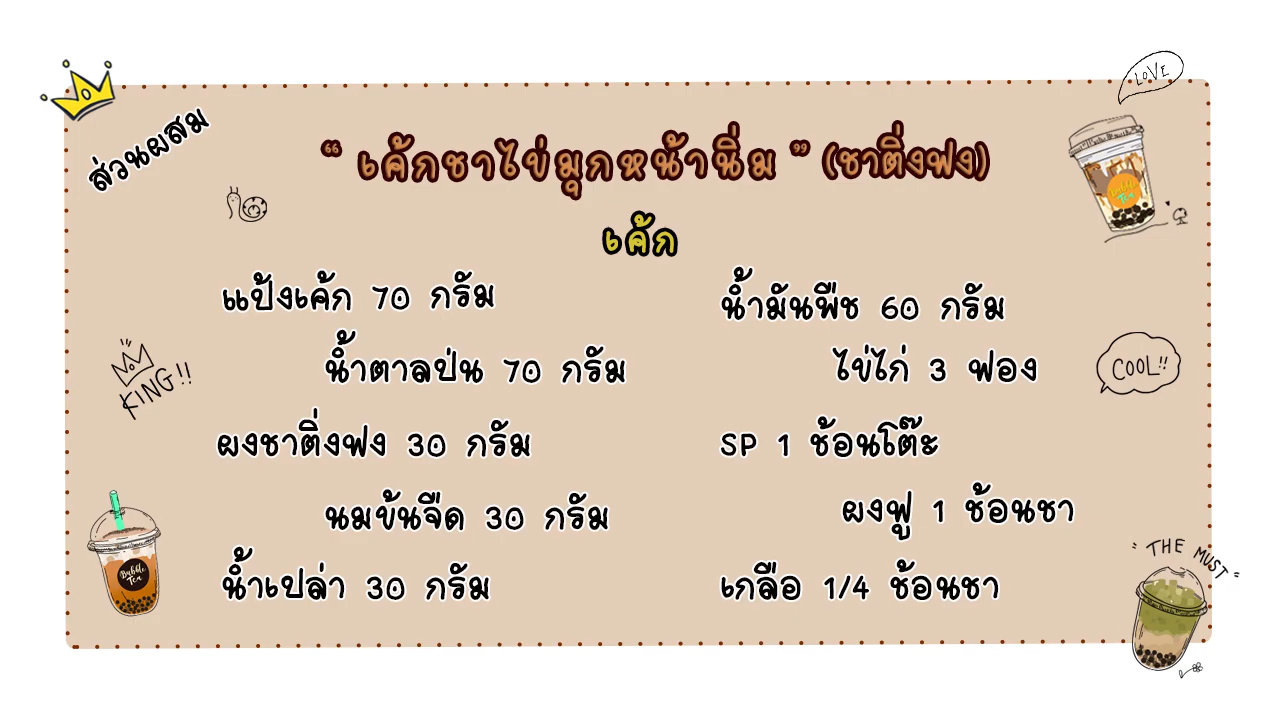 ส่วนผสม
“ เค้กชาไข่มุกหน้านิ่ม ” (ชาติ่งฟง)
เค้ก
แป้งเค้ก 70 กรัม
น้ำตาลป่น 70 กรัม
ผงชาติ่งฟง 30 กรัม
นมข้นจืด 30 กรัม
น้ำเปล่า 30 กรัม
น้ำมันพืช 60 กรัม
ไข่ไก่ 3 ฟอง
SP 1 ช้อนโต๊ะ
ผงฟู 1 ช้อนชา
เกลือ 1/4 ช้อนชา
LOVE
Bubble
Tea
KING!!
COOL!!
Bubble
Tea
"THE MUST"